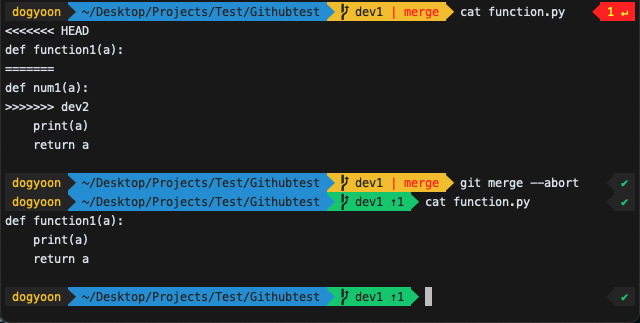 dogyoon ~/Desktop/Projects/Test/Githubtest dev1 | merge cat function.py 1 ↵
<<<<<<< HEAD
def function1(a):
=======
def num1(a):
>>>>>>> dev2
    print(a)
    return a
dogyoon ~/Desktop/Projects/Test/Githubtest dev1 | merge git merge --abort ✔
dogyoon ~/Desktop/Projects/Test/Githubtest dev1 ↑1 cat function.py ✔
def function1(a):
    print(a)
    return a
dogyoon ~/Desktop/Projects/Test/Githubtest dev1 ↑1 ✔